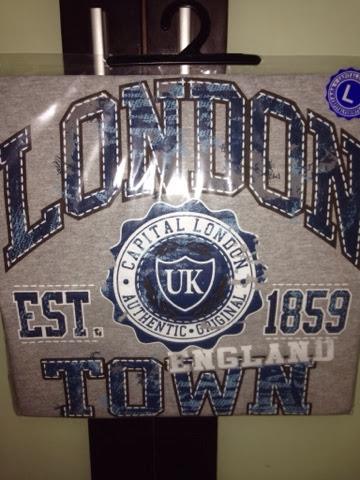 LONDON
L
CAPITAL LONDON
UK
AUTHENTIC • ORIGINAL
EST. 1859
ENGLAND
TOWN